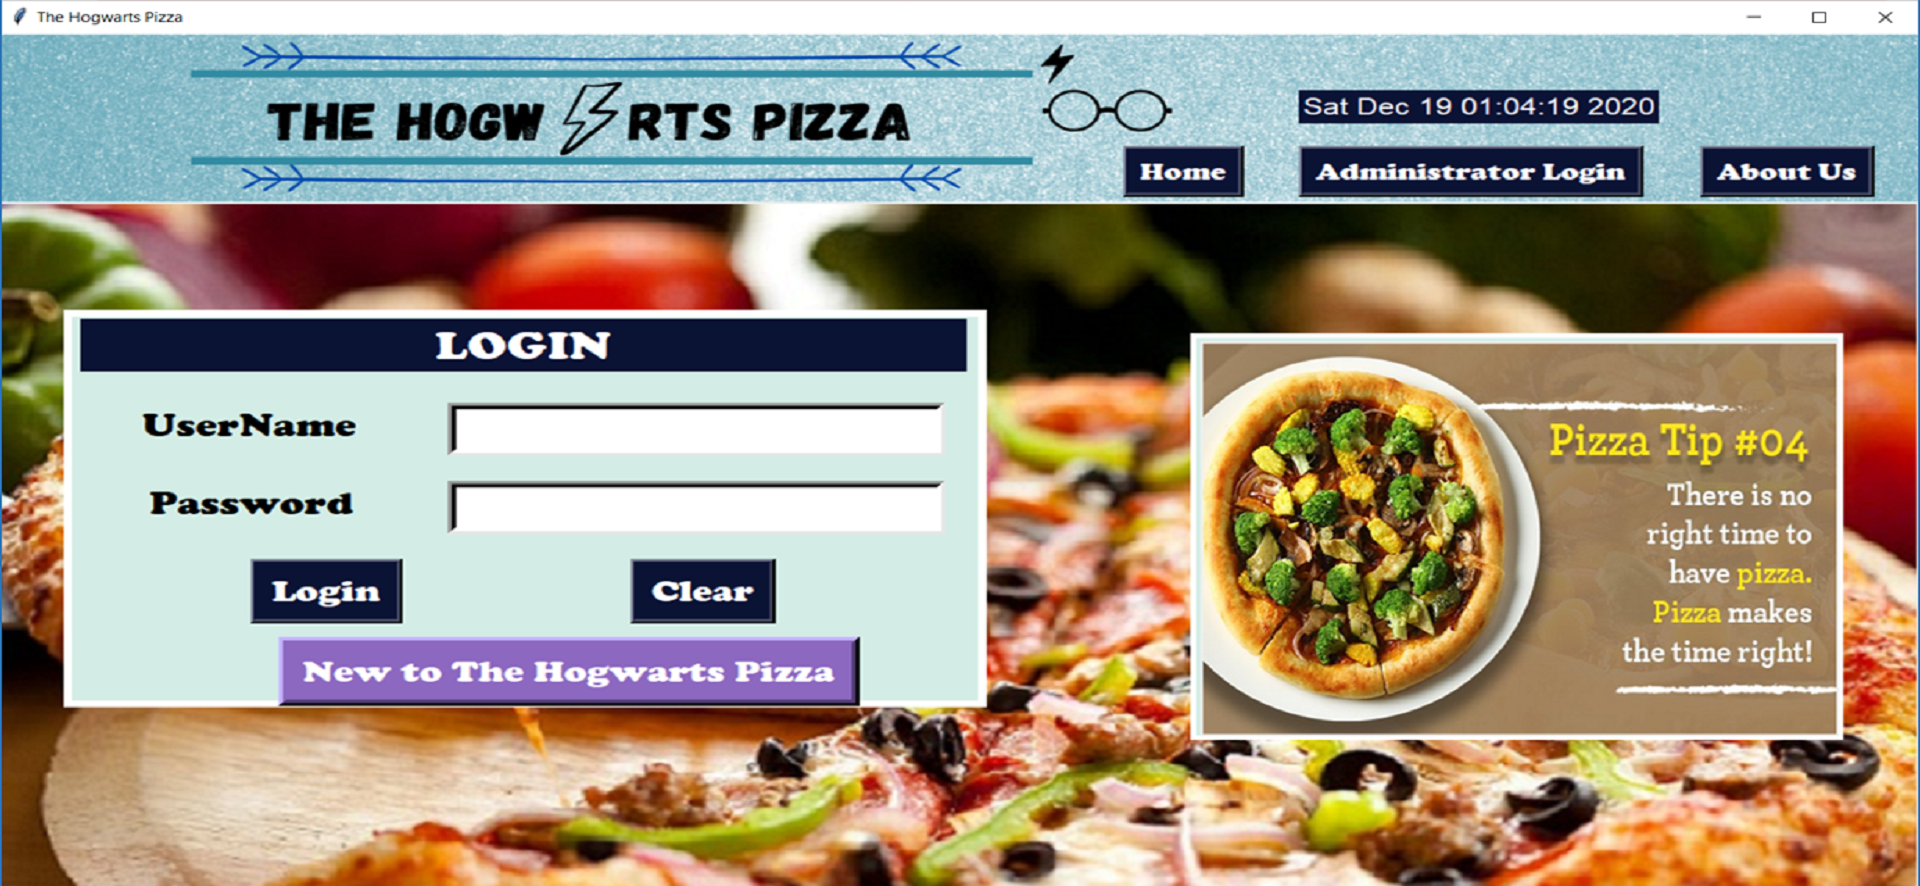 The Hogwarts Pizza
THE HOGW RTS PIZZA
Sat Dec 19 01:04:19 2020
Home
Administrator Login
About Us
LOGIN
UserName
Password
Login
Clear
New to The Hogwarts Pizza
Pizza Tip #04
There is no
right time to
have pizza.
Pizza makes
the time right!